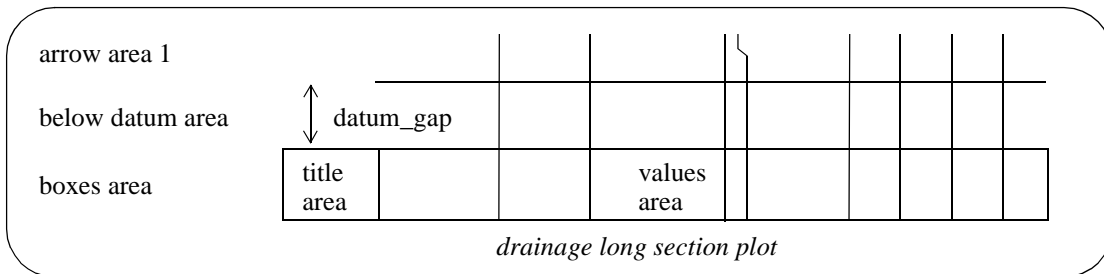 arrow area 1
below datum area
datum_gap
boxes area
title
area
values
area
drainage long section plot